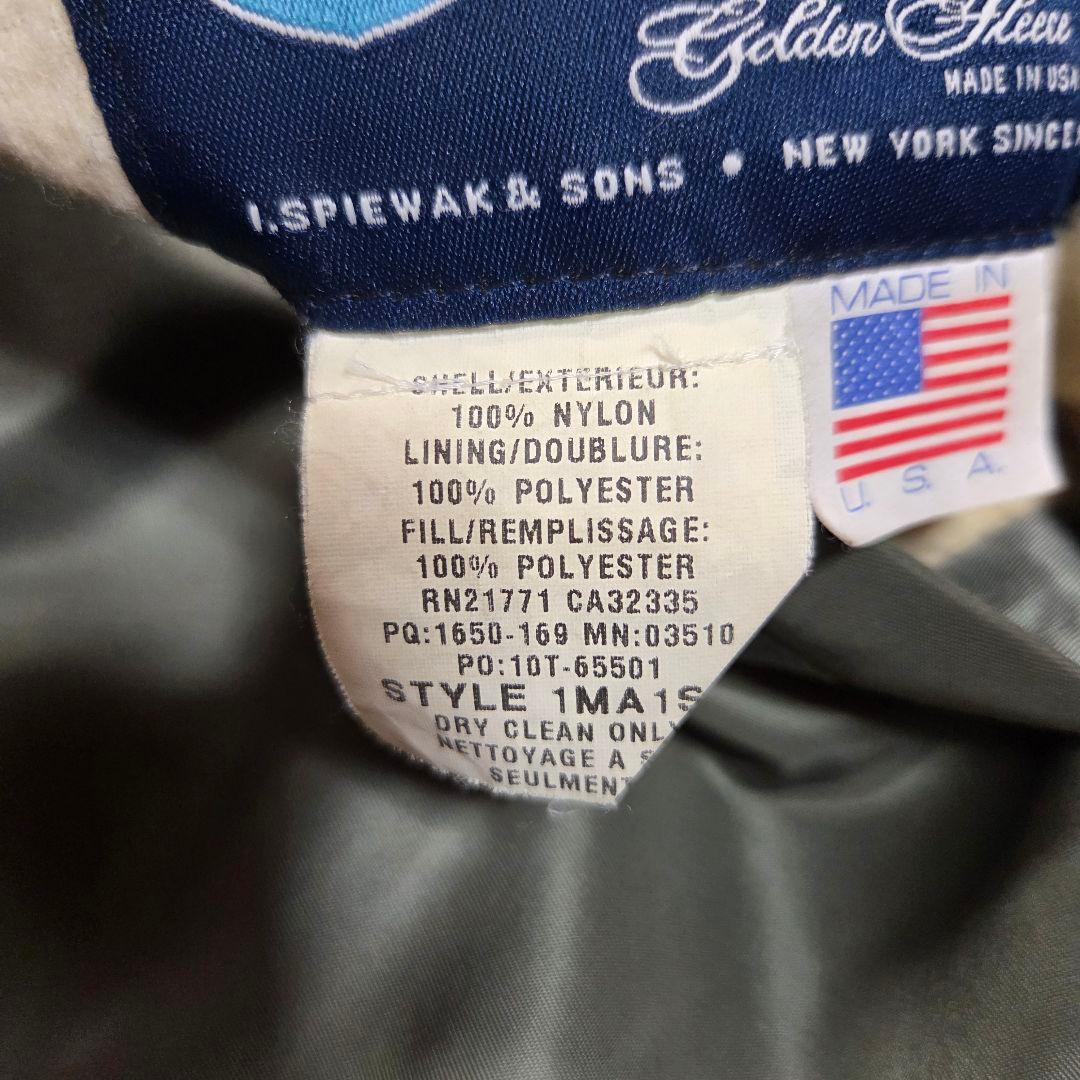 Golden Fleece
MADE IN USA
I.SPIEWAK & SONS • NEW YORK SINCE
MADE IN
U. S. A.
SHELL/EXTERIEUR:
100% NYLON
LINING/DOUBLURE:
100% POLYESTER
FILL/REMPLISSAGE:
100% POLYESTER
RN21771 CA32335
PQ:1650-169 MN:03510
PO:10T-65501
STYLE 1MA1S
DRY CLEAN ONLY
NETTOYAGE A S
SEULMENT